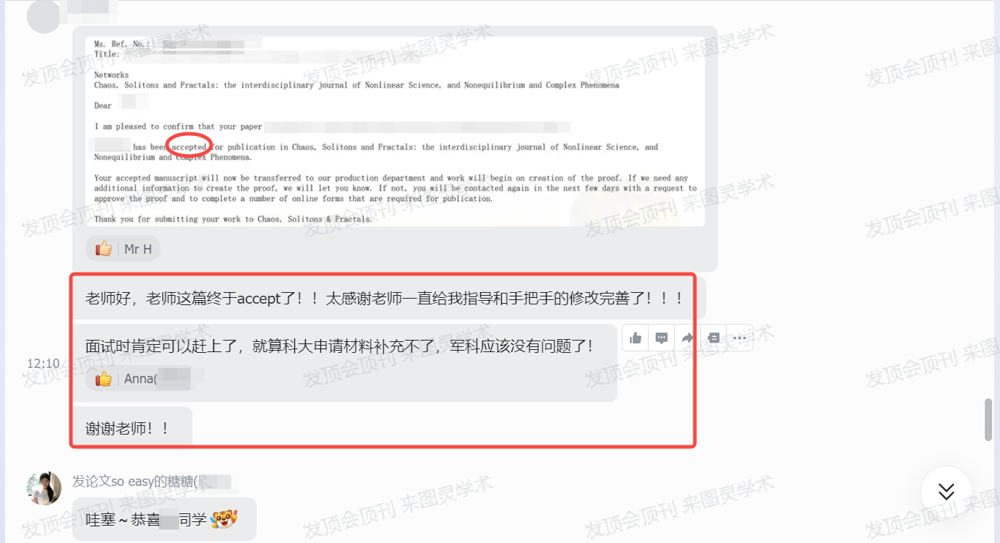 Ms. Ref. No.:
Title:
Networks
Chaos, Solitons and Fractals: the interdisciplinary journal of Nonlinear Science, and Nonequilibrium and Complex Phenomena
Dear
I am pleased to confirm that your paper
has been accepted for publication in Chaos, Solitons and Fractals: the interdisciplinary journal of Nonlinear Science, and
Nonequilibrium and Complex Phenomena.
Your accepted manuscript will now be transferred to our production department and work will begin on creation of the proof. If we need any
additional information to create the proof, we will let you know. If not, you will be contacted again in the next few days with a request to
approve the proof and to complete a number of online forms that are required for publication.
Thank you for submitting your work to Chaos, Solitons & Fractals.
Mr H
老师好，老师这篇终于accept了！！太感谢老师一直给我指导和手把手的修改完善了！！！
面试时肯定可以赶上了，就算科大申请材料补充不了，军科应该没有问题了！
12:10
Anna(
谢谢老师！！
发论文so easy的糖糖(
哇塞～恭喜 司学
发顶会顶刊 来图灵学术